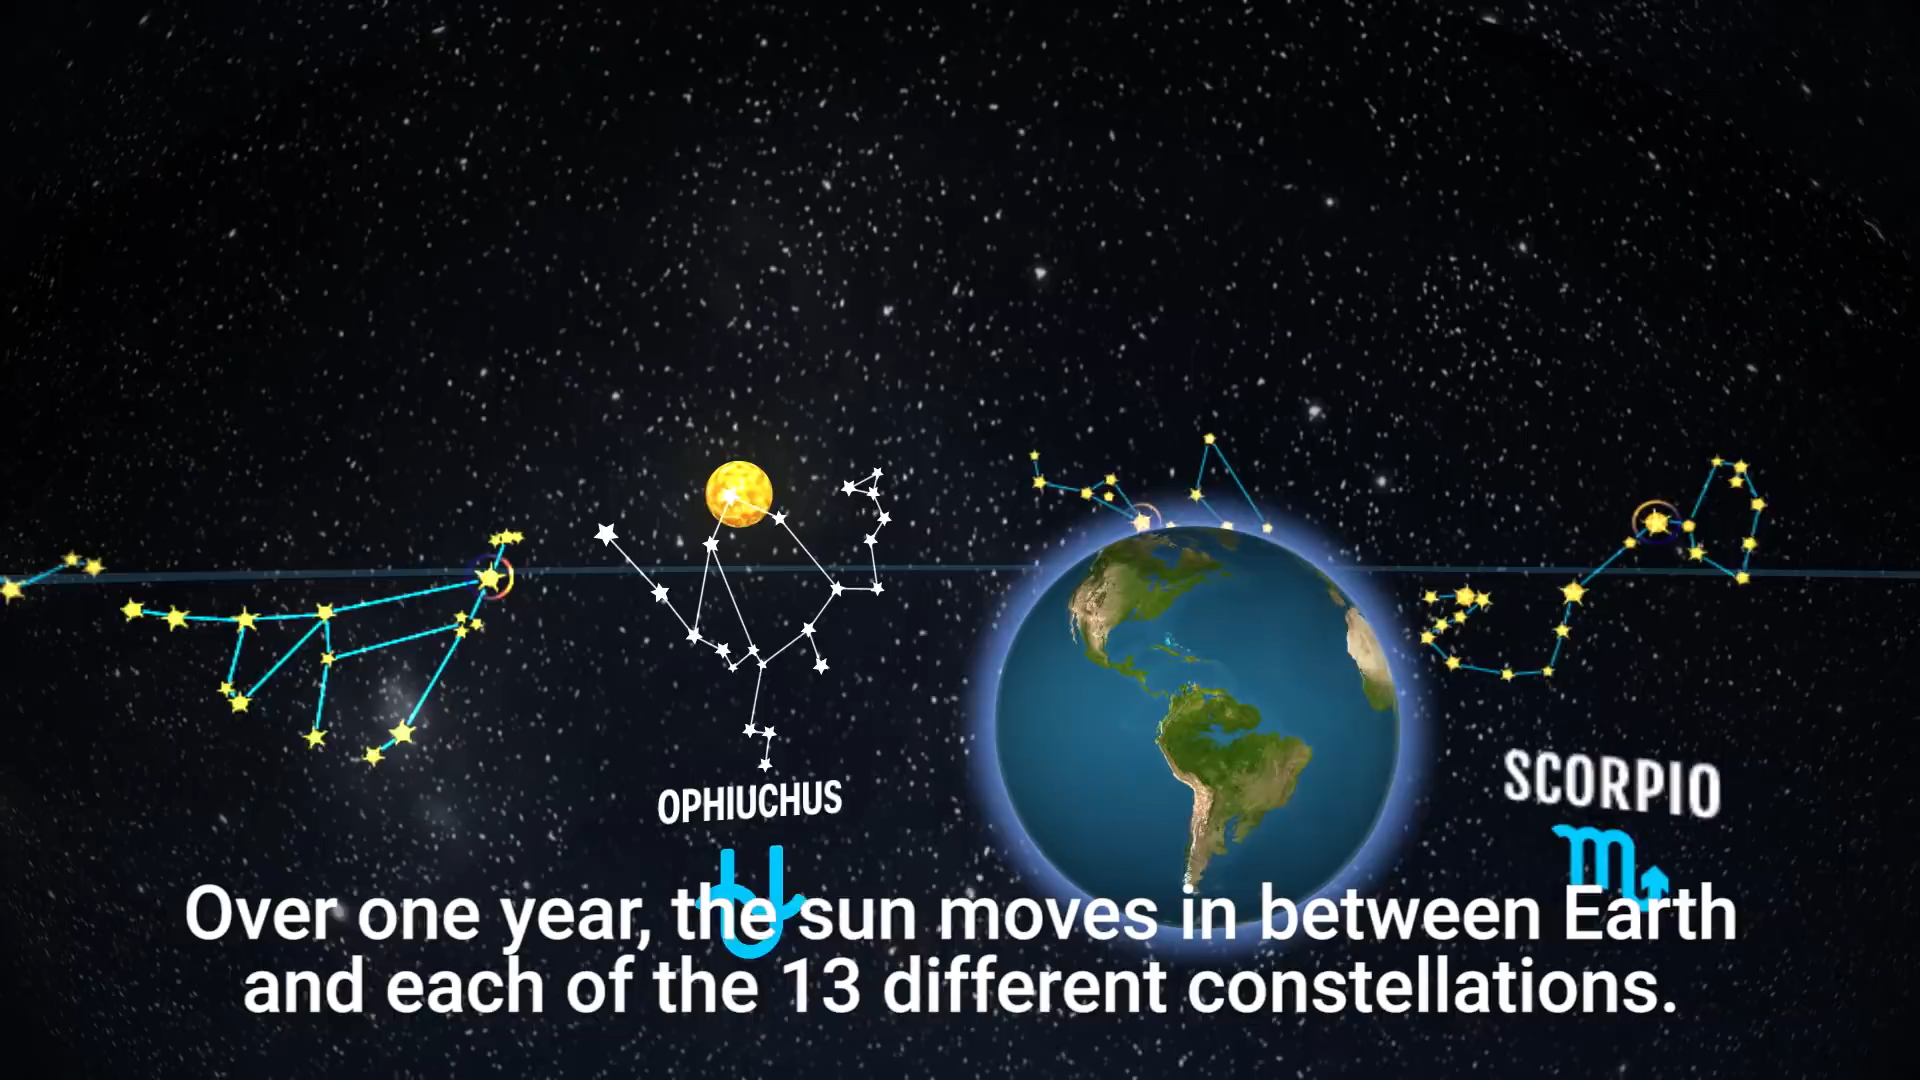 OPHIUCHUS
SCORPIO
Over one year, the sun moves in between Earth
and each of the 13 different constellations.